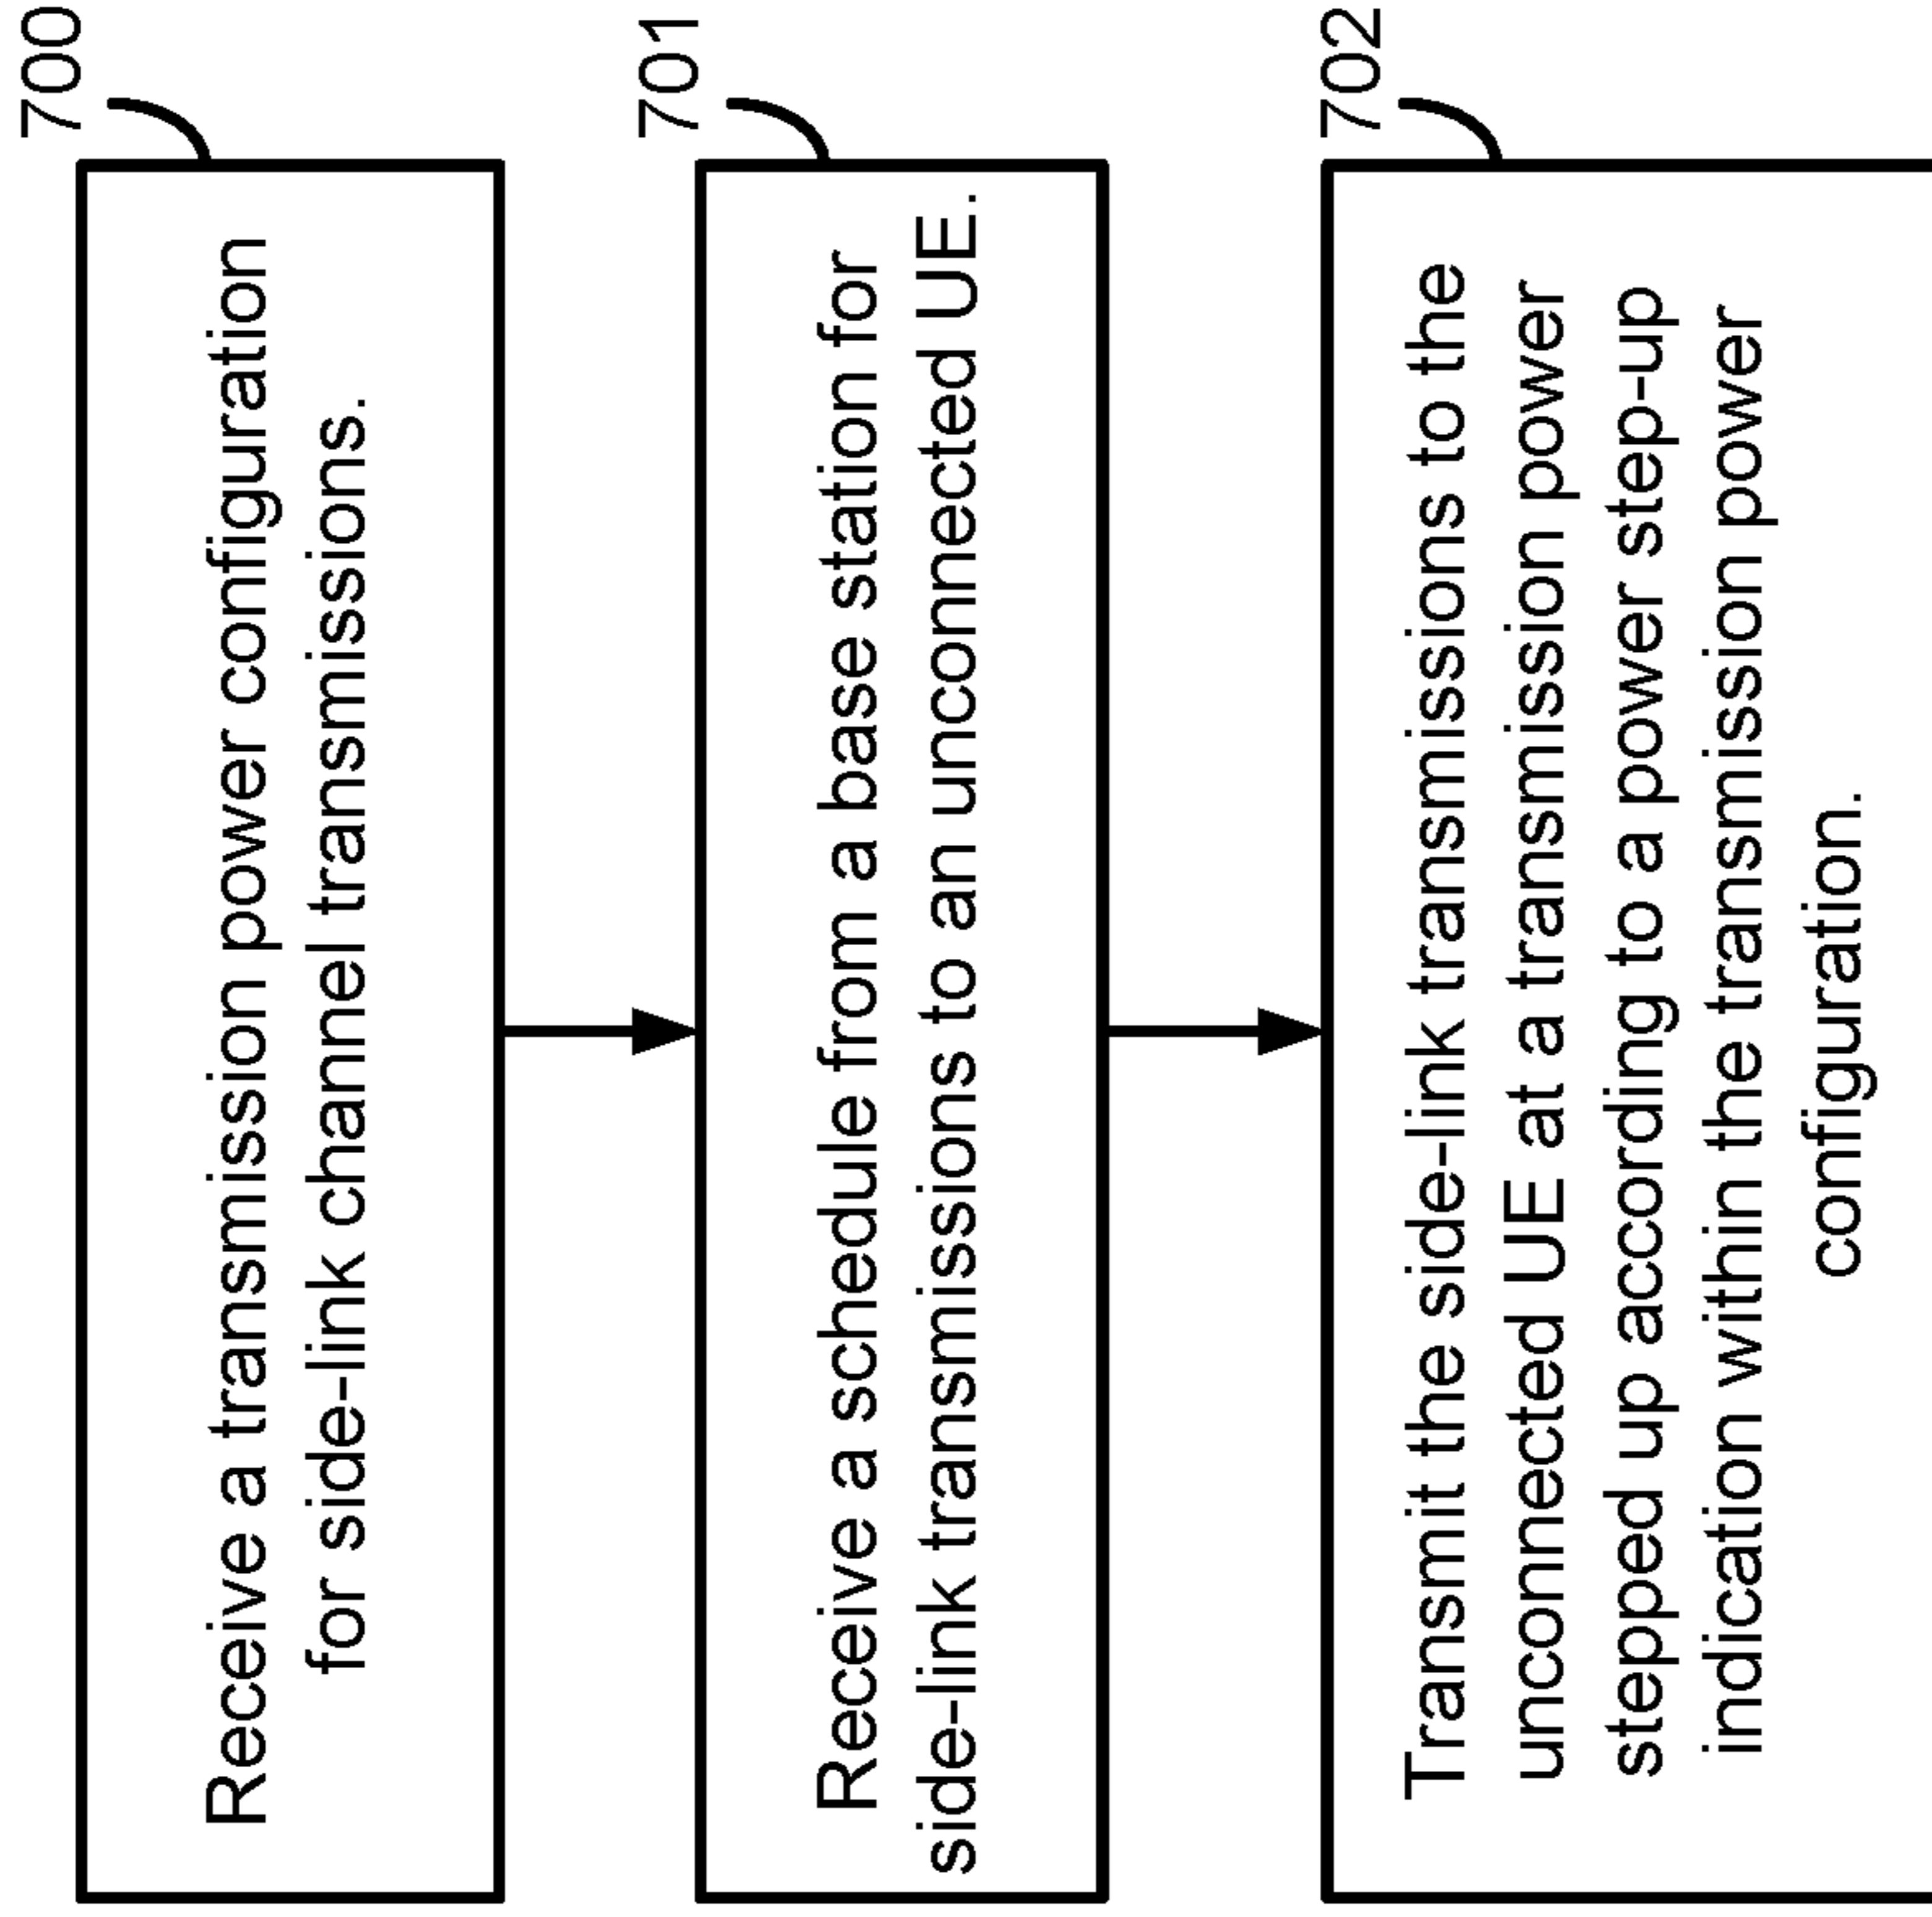 700
Receive a transmission power configuration
for side-link channel transmissions.
701
Receive a schedule from a base station for
side-link transmissions to an unconnected UE.
702
Transmit the side-link transmissions to the
unconnected UE at a transmission power
stepped up according to a power step-up
indication within the transmission power
configuration.